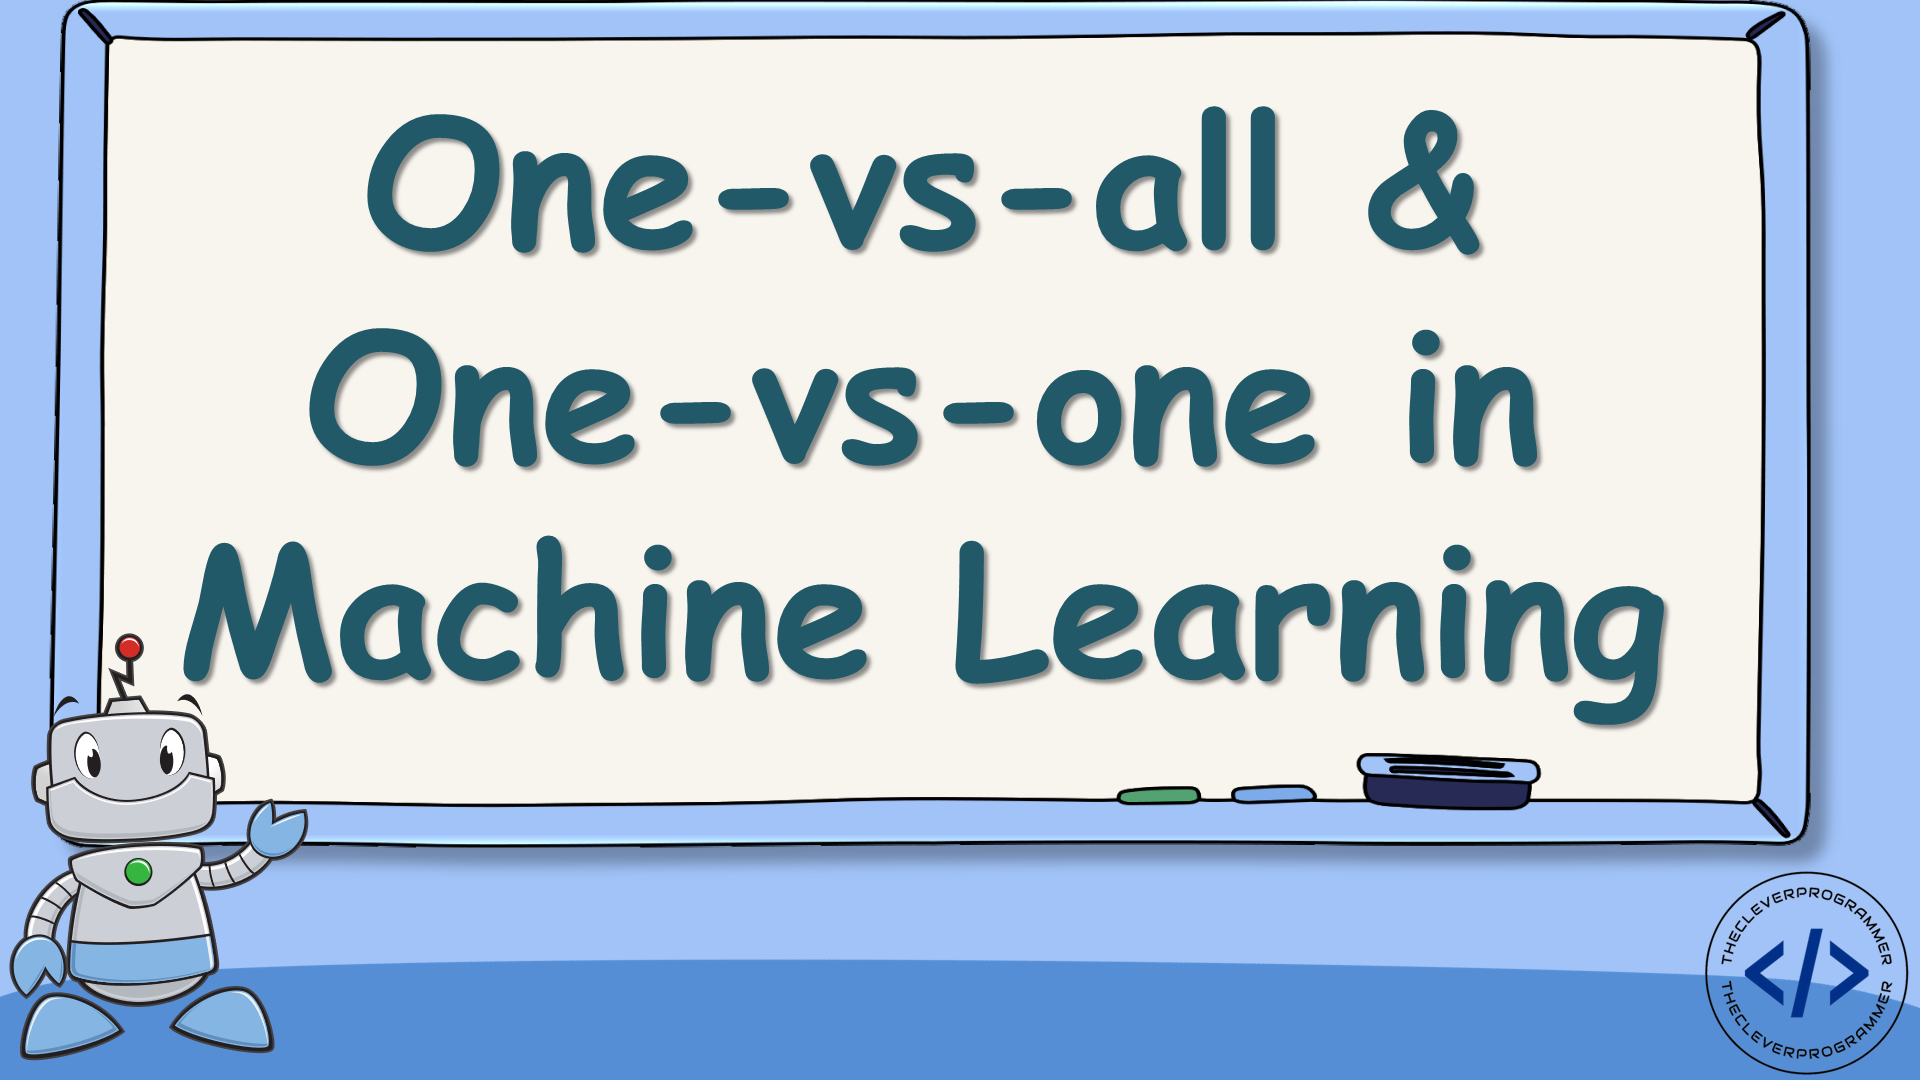 One-vs-all &
One-vs-one in
Machine Learning
THECLEVERPROGRAMMER
</>
THECLEVERPROGRAMMER